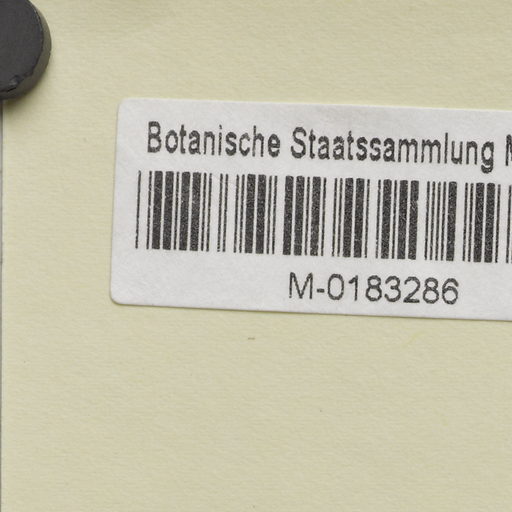 Botanische Staatssammlung M
M-0183286